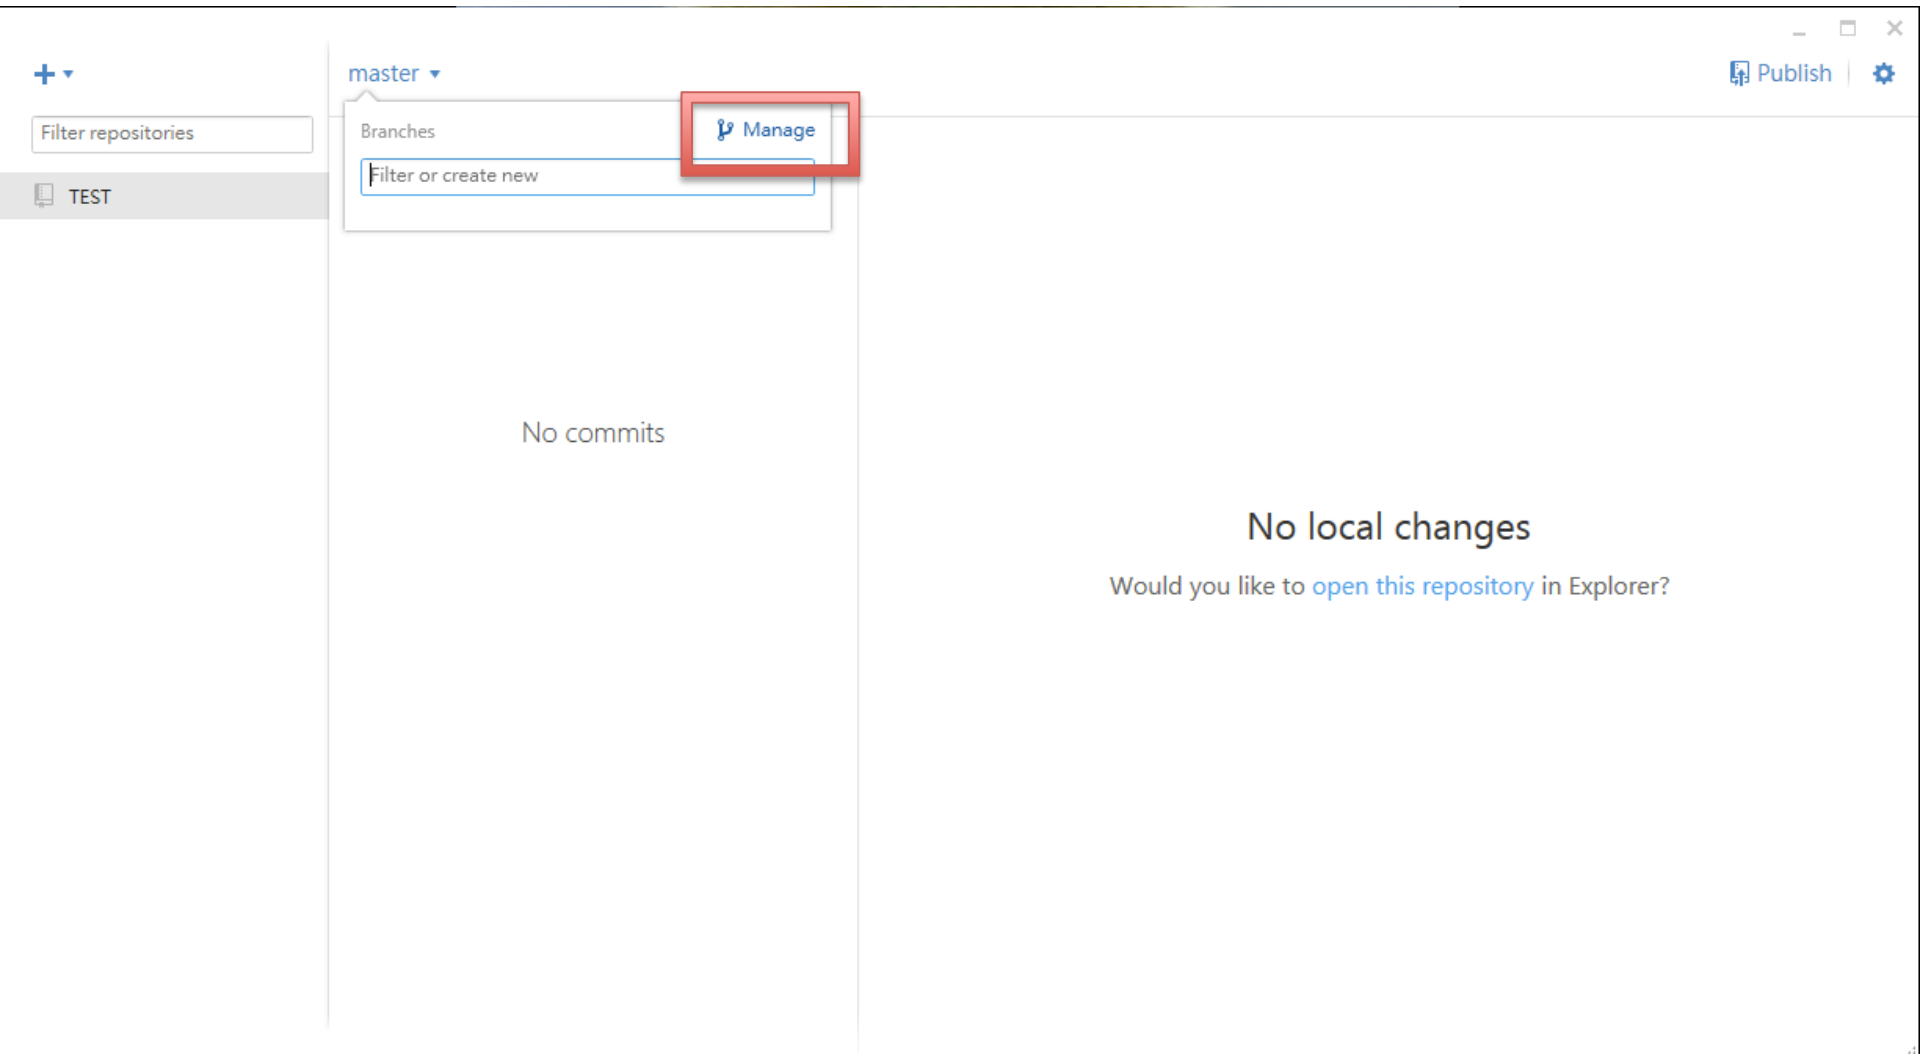 master
Publish
Filter repositories
Branches
Manage
Filter or create new
TEST
No commits
No local changes
Would you like to open this repository in Explorer?